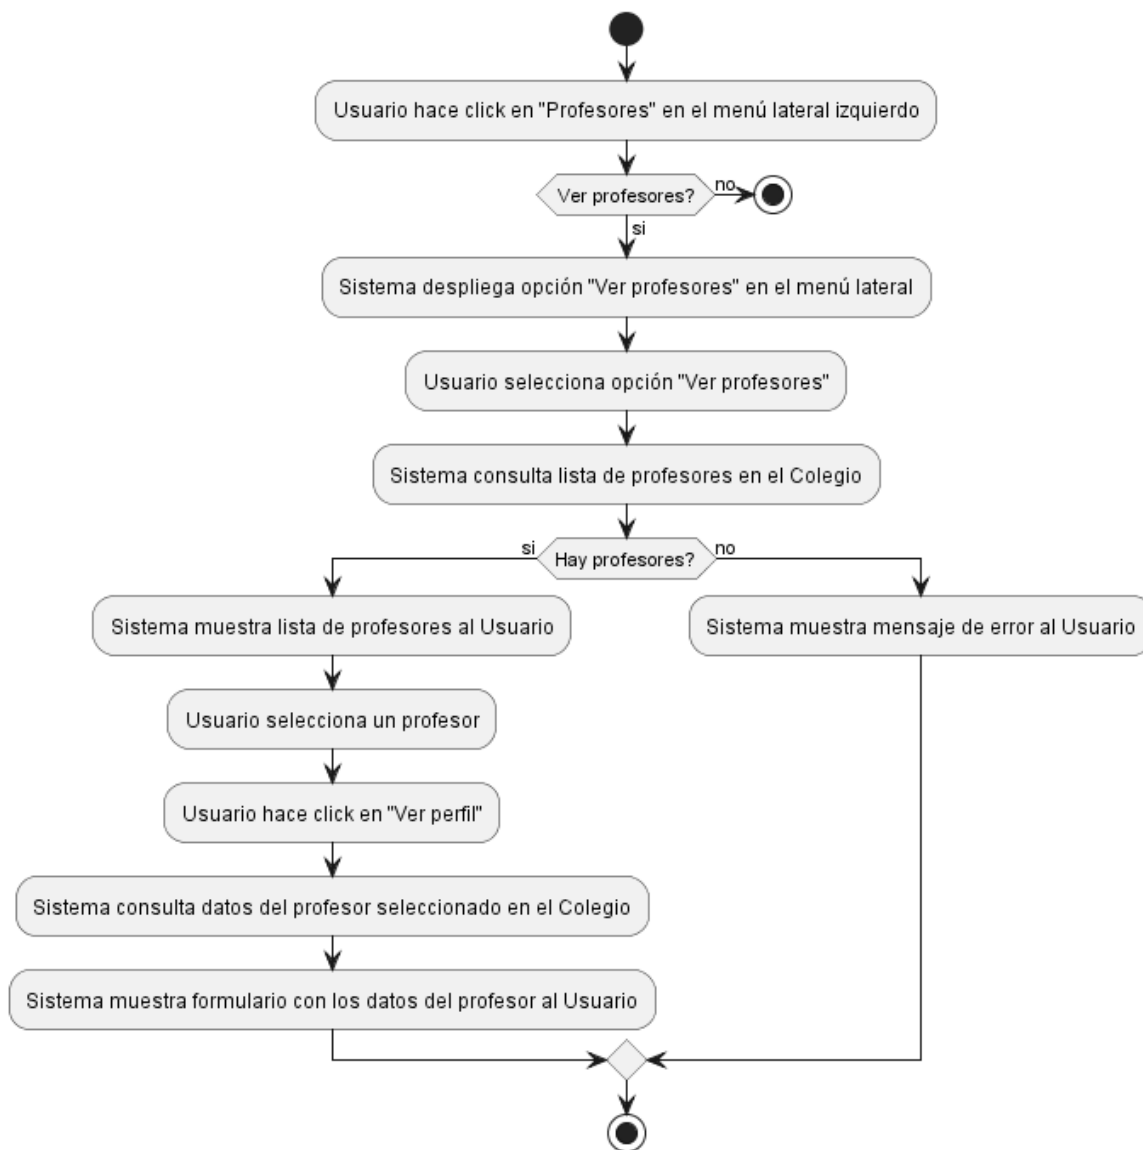 Usuario hace click en "Profesores" en el menú lateral izquierdo
Ver profesores?
no
si
Sistema despliega opción "Ver profesores" en el menú lateral
Usuario selecciona opción "Ver profesores"
Sistema consulta lista de profesores en el Colegio
si
Hay profesores?
no
Sistema muestra lista de profesores al Usuario
Sistema muestra mensaje de error al Usuario
Usuario selecciona un profesor
Usuario hace click en "Ver perfil"
Sistema consulta datos del profesor seleccionado en el Colegio
Sistema muestra formulario con los datos del profesor al Usuario